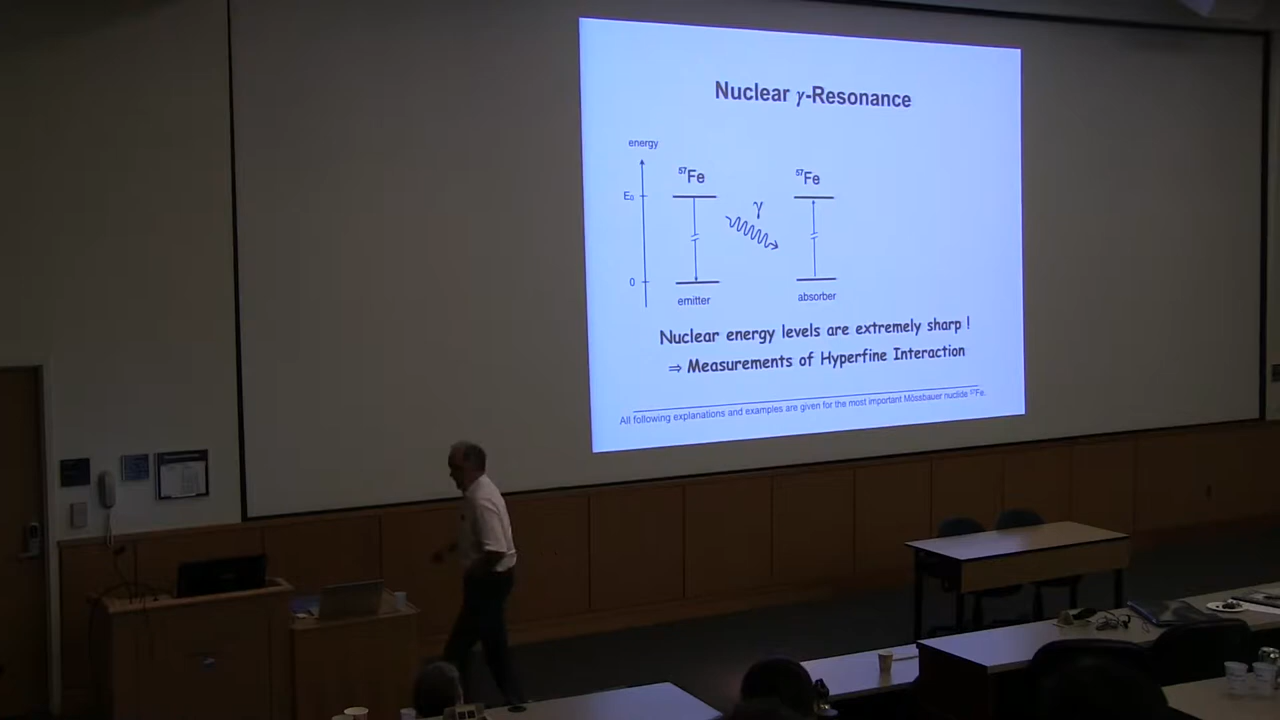 Nuclear γ-Resonance
energy
⁵⁷Fe
⁵⁷Fe
E₀
γ
0
emitter
absorber
Nuclear energy levels are extremely sharp !
⇒ Measurements of Hyperfine Interaction
All following explanations and examples are given for the most important Mössbauer nuclide ⁵⁷Fe.